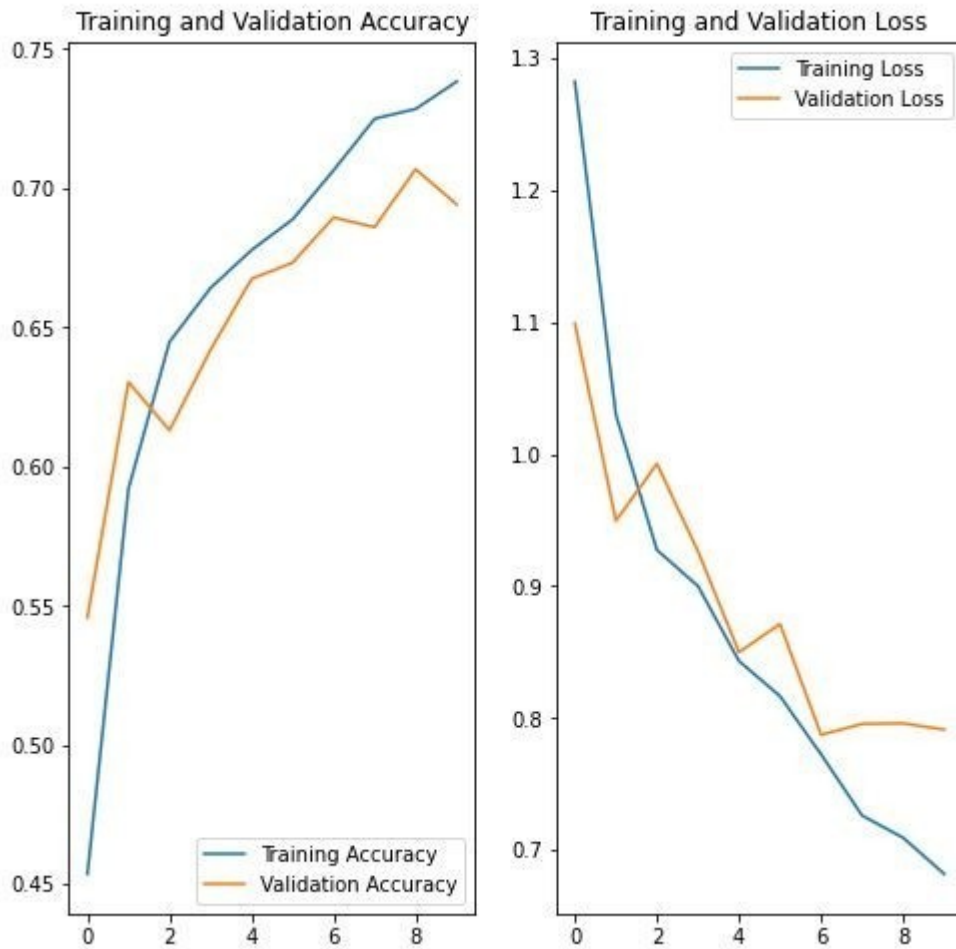 Training and Validation Accuracy
0.75
0.70
0.65
0.60
0.55
0.50
0.45
0 2 4 6 8
Training Accuracy
Validation Accuracy
Training and Validation Loss
1.3
1.2
1.1
1.0
0.9
0.8
0.7
0 2 4 6 8
Training Loss
Validation Loss